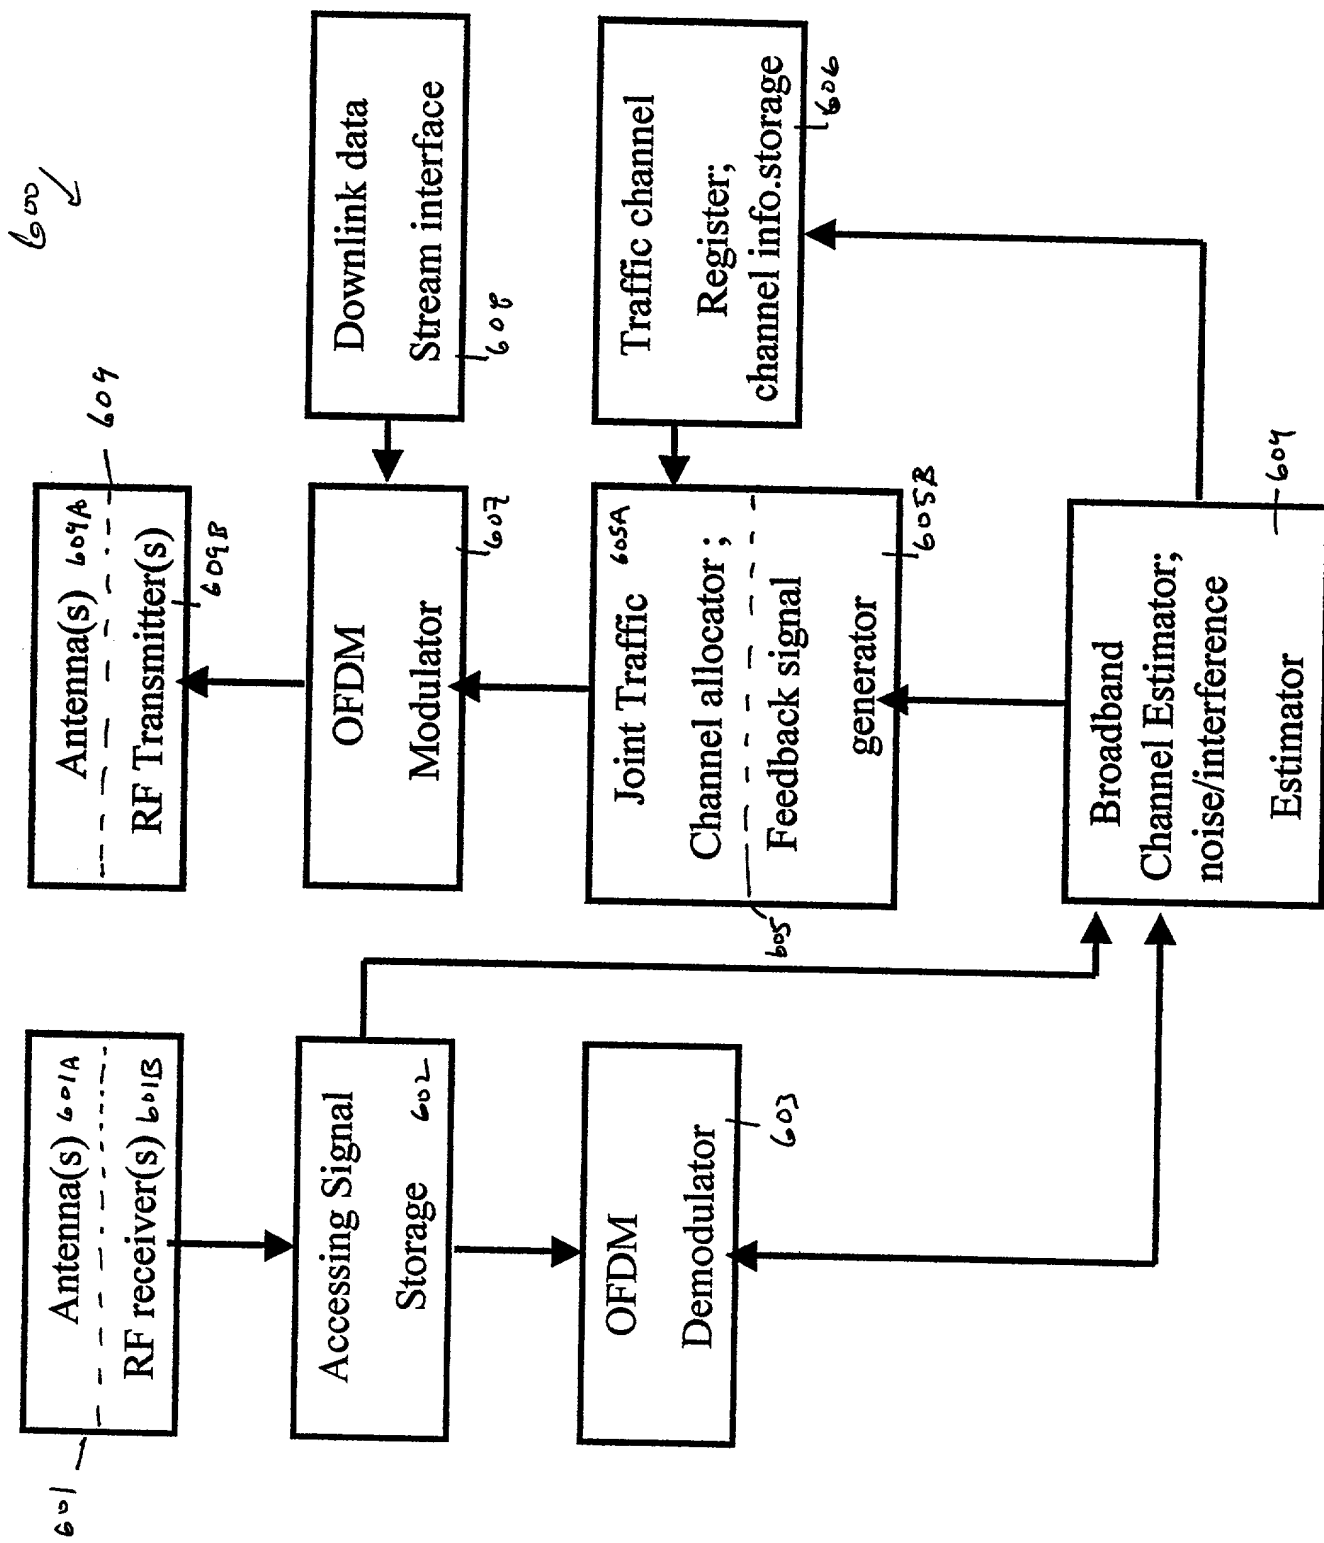 600
601
Antenna(s) 601A
RF receiver(s) 601B
Accessing Signal
Storage 602
OFDM
Demodulator
603
Antenna(s) 609A
RF Transmitter(s)
609B
609
OFDM
Modulator
607
Downlink data
Stream interface
608
Joint Traffic 605A
Channel allocator ;
Feedback signal
generator
605B
605
Traffic channel
Register;
channel info.storage
606
Broadband
Channel Estimator;
noise/interference
Estimator
604